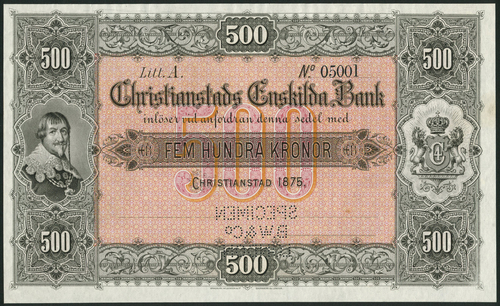 500 500 500
Litt. A. No 05001
Christianstads Enskilda Bank
inlöser vid anfordran denna sedel med
500
FEM HUNDRA KRONOR
CHRISTIANSTAD 1875.
SPECIMEN
B.W.&Co
500 500 500